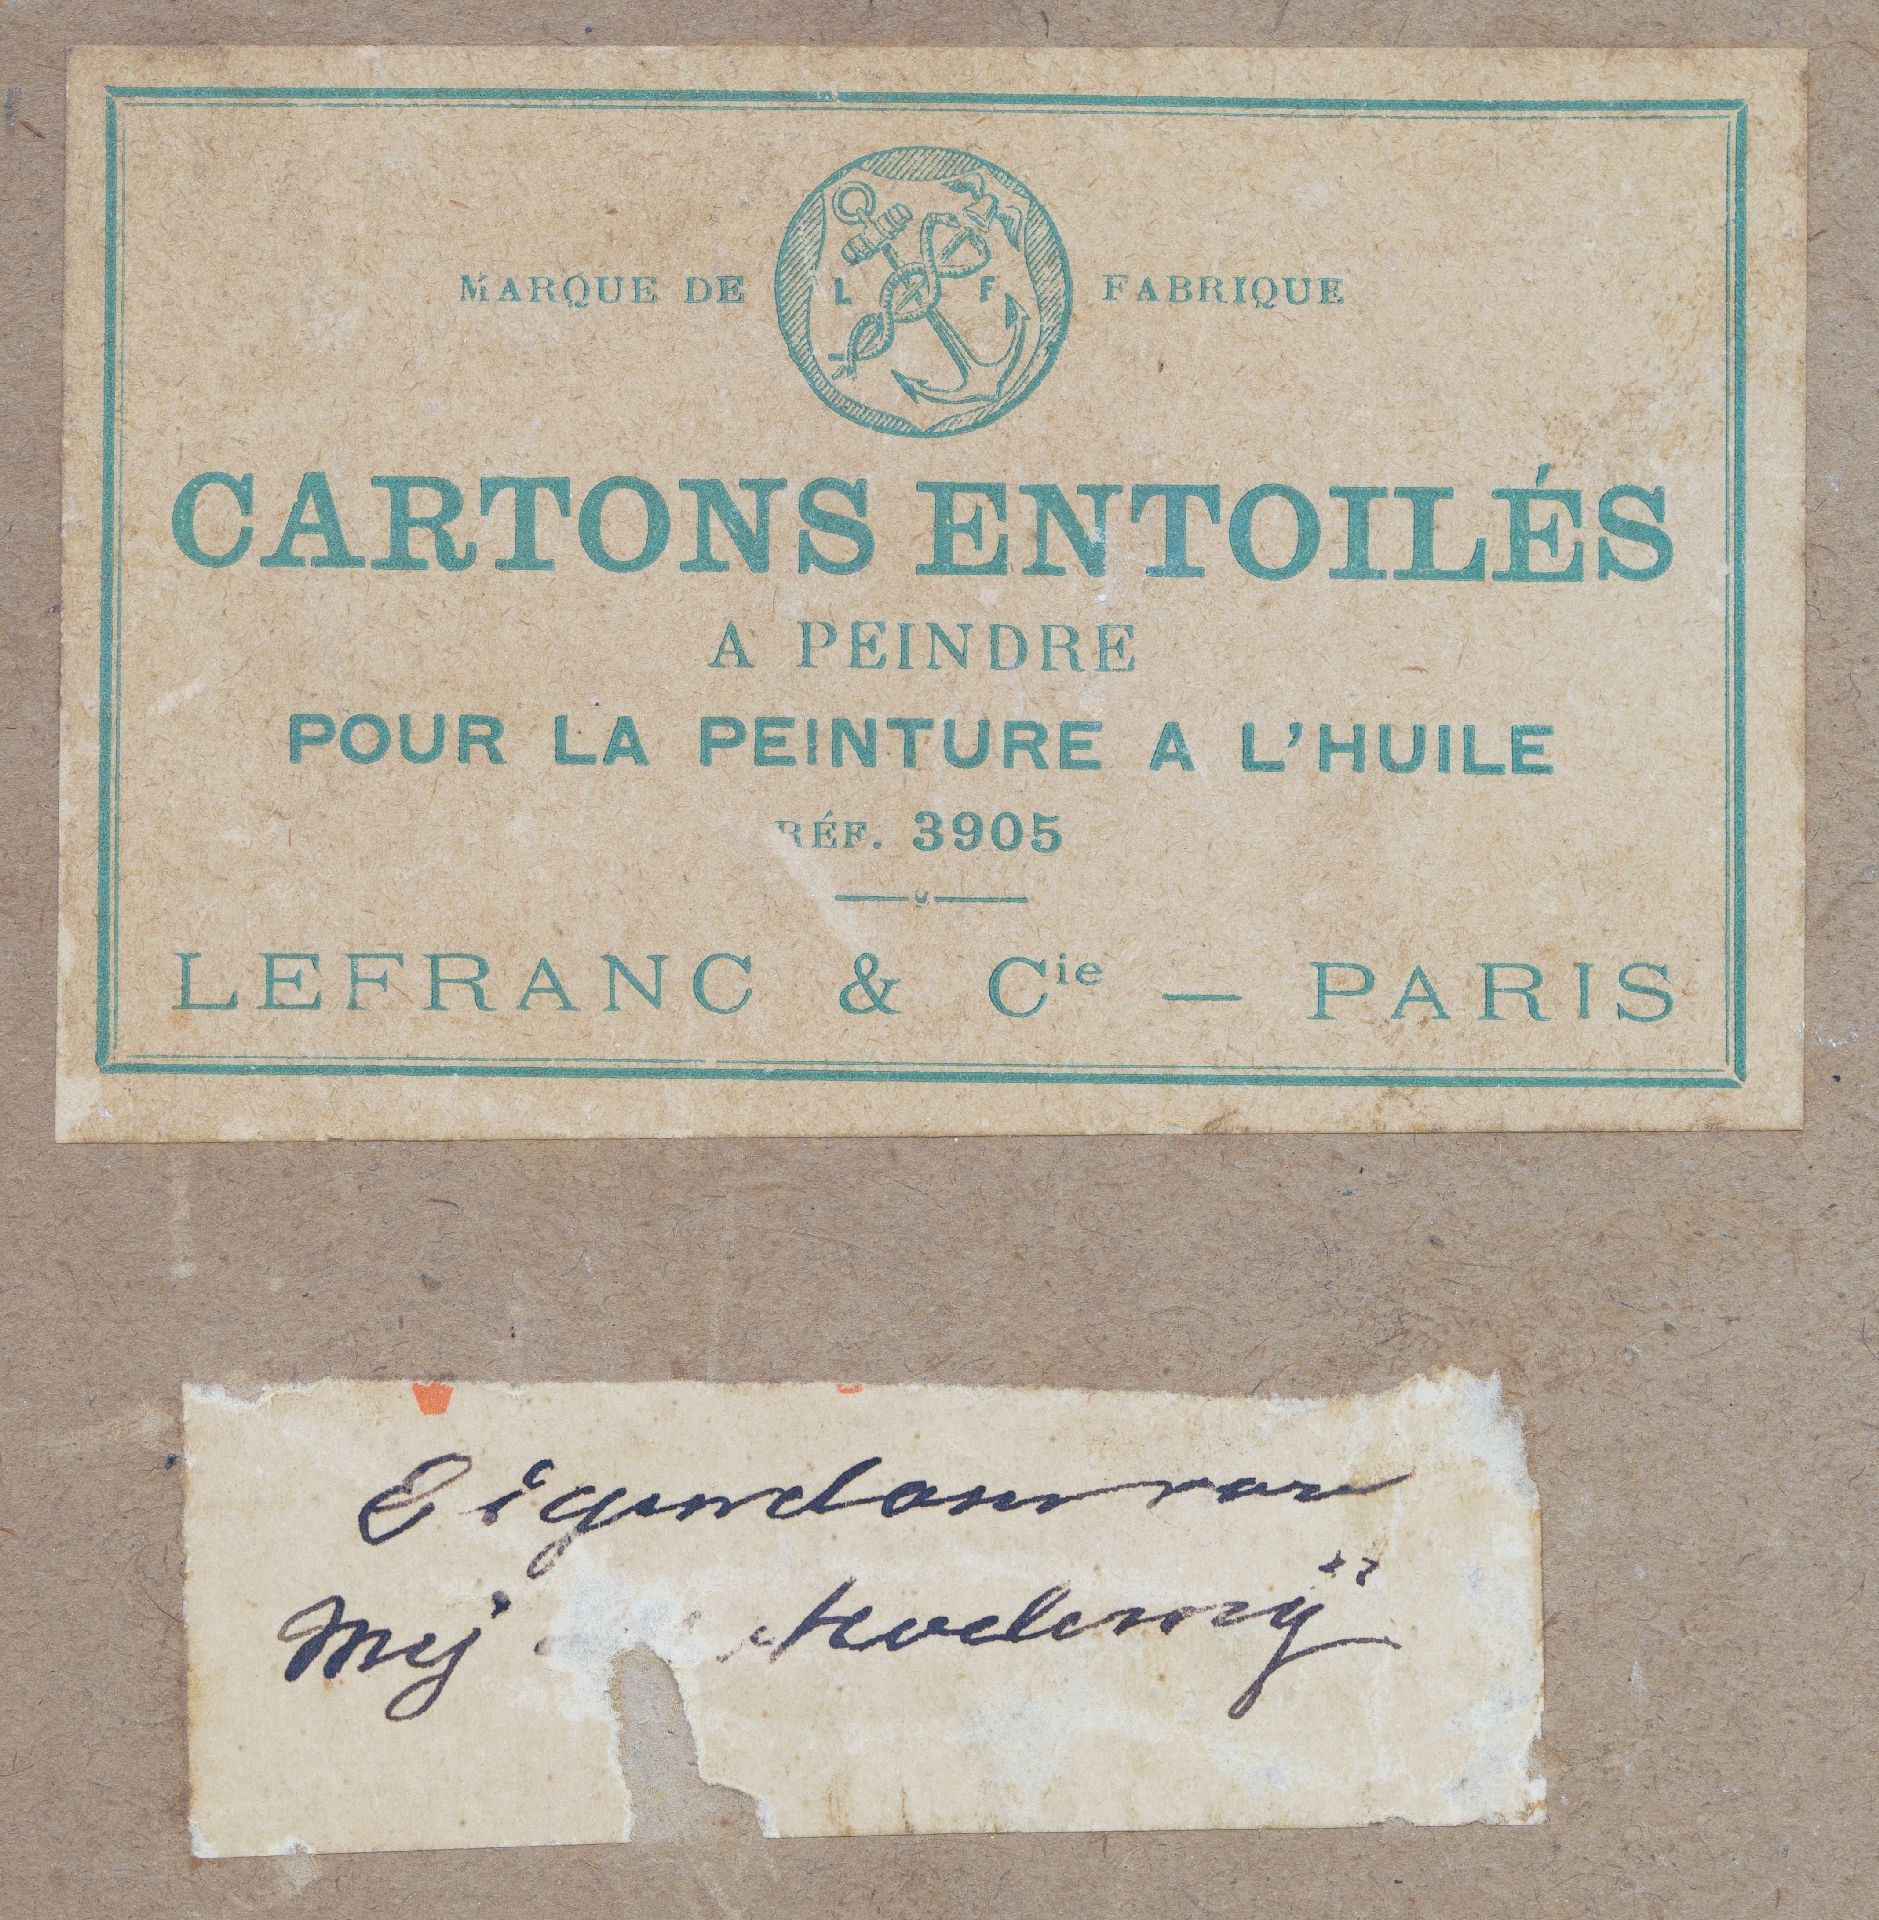 MARQUE DE L F FABRIQUE
CARTONS ENTOILÉS
A PEINDRE
POUR LA PEINTURE A L'HUILE
RÉF. 3905
LEFRANC & Cie — PARIS
Eigendom van
Mej